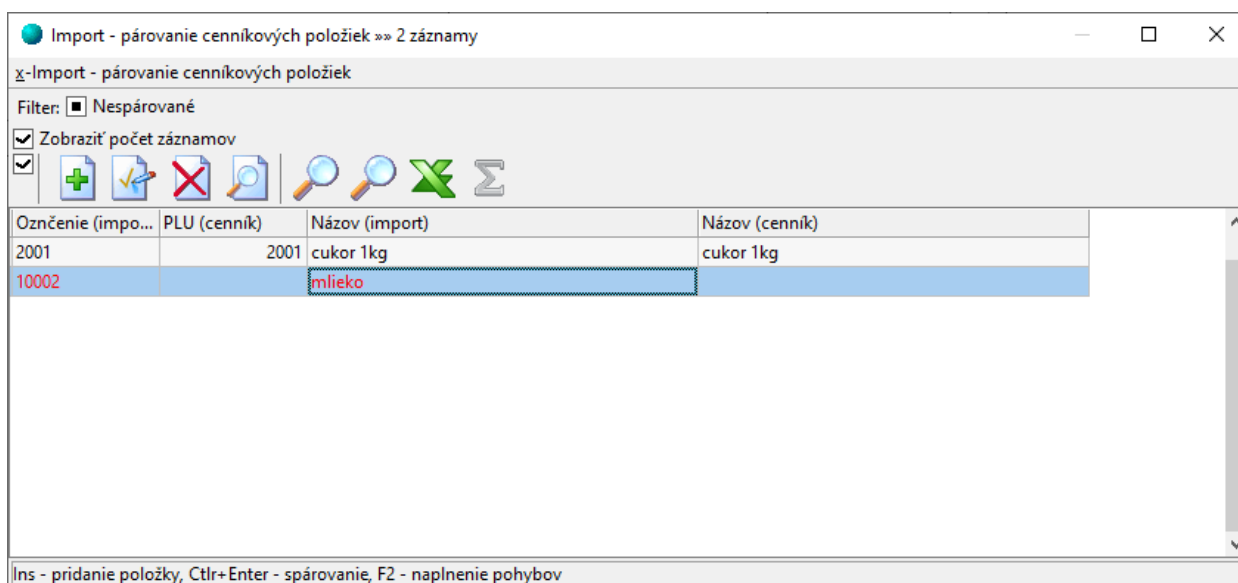 Import - párovanie cenníkových položiek »» 2 záznamy
x-Import - párovanie cenníkových položiek
Filter: Nespárované
Zobraziť počet záznamov
Oznčenie (impo... PLU (cenník) Názov (import) Názov (cenník)
2001 2001 cukor 1kg cukor 1kg
10002 mlieko
Ins - pridanie položky, Ctlr+Enter - spárovanie, F2 - naplnenie pohybov